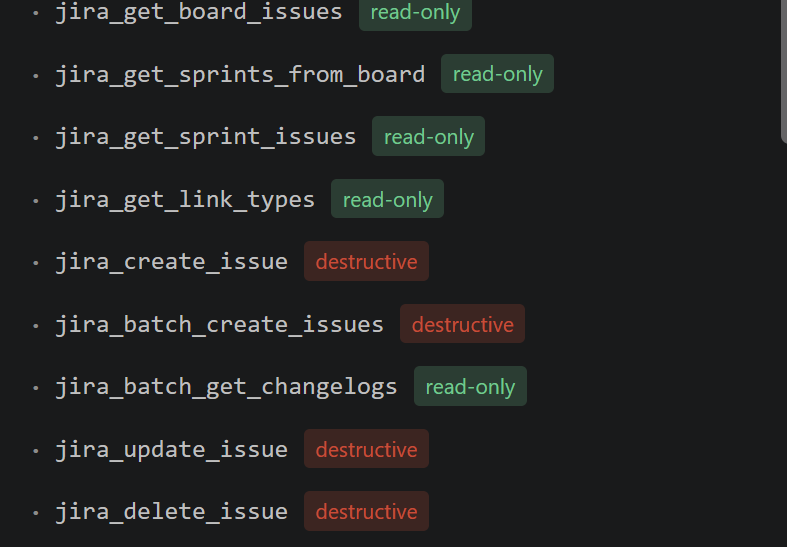 • jira_get_board_issues read-only
• jira_get_sprints_from_board read-only
• jira_get_sprint_issues read-only
• jira_get_link_types read-only
• jira_create_issue destructive
• jira_batch_create_issues destructive
• jira_batch_get_changelogs read-only
• jira_update_issue destructive
• jira_delete_issue destructive